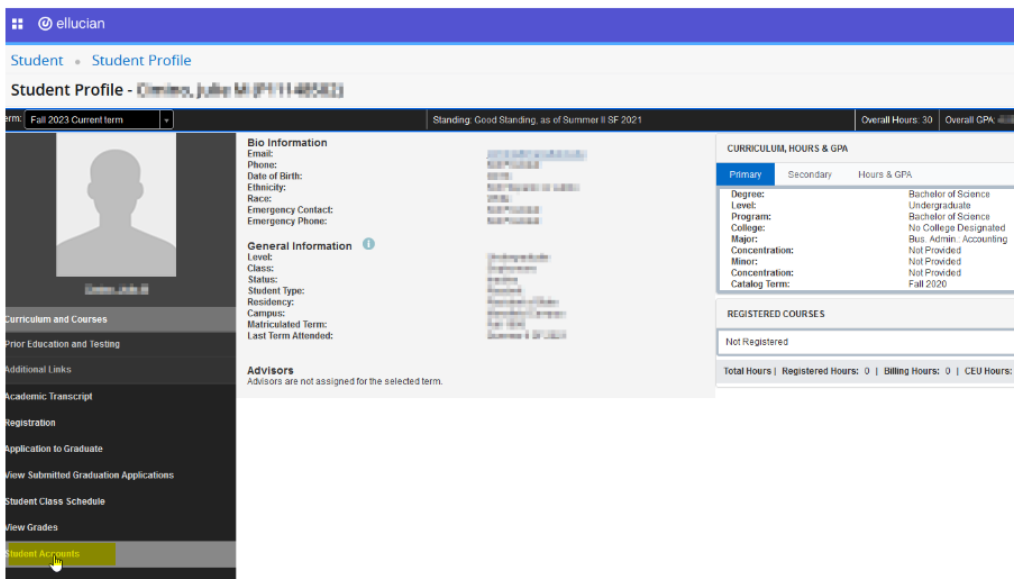 ellucian
Student • Student Profile
Student Profile -
erm: Fall 2023 Current term
Standing: Good Standing, as of Summer II SF 2021
Overall Hours: 30
Overall GPA:
Bio Information
Email:
Phone:
Date of Birth:
Ethnicity:
Race:
Emergency Contact:
Emergency Phone:
General Information
Level:
Class:
Status:
Student Type:
Residency:
Campus:
Matriculated Term:
Last Term Attended:
Advisors
Advisors are not assigned for the selected term.
CURRICULUM, HOURS & GPA
Primary Secondary Hours & GPA
Degree: Bachelor of Science
Level: Undergraduate
Program: Bachelor of Science
College: No College Designated
Major: Bus. Admin.: Accounting
Concentration: Not Provided
Minor: Not Provided
Concentration: Not Provided
Catalog Term: Fall 2020
REGISTERED COURSES
Not Registered
Total Hours | Registered Hours: 0 | Billing Hours: 0 | CEU Hours:
Curriculum and Courses
Prior Education and Testing
Additional Links
Academic Transcript
Registration
Application to Graduate
View Submitted Graduation Applications
Student Class Schedule
View Grades
Student Accounts